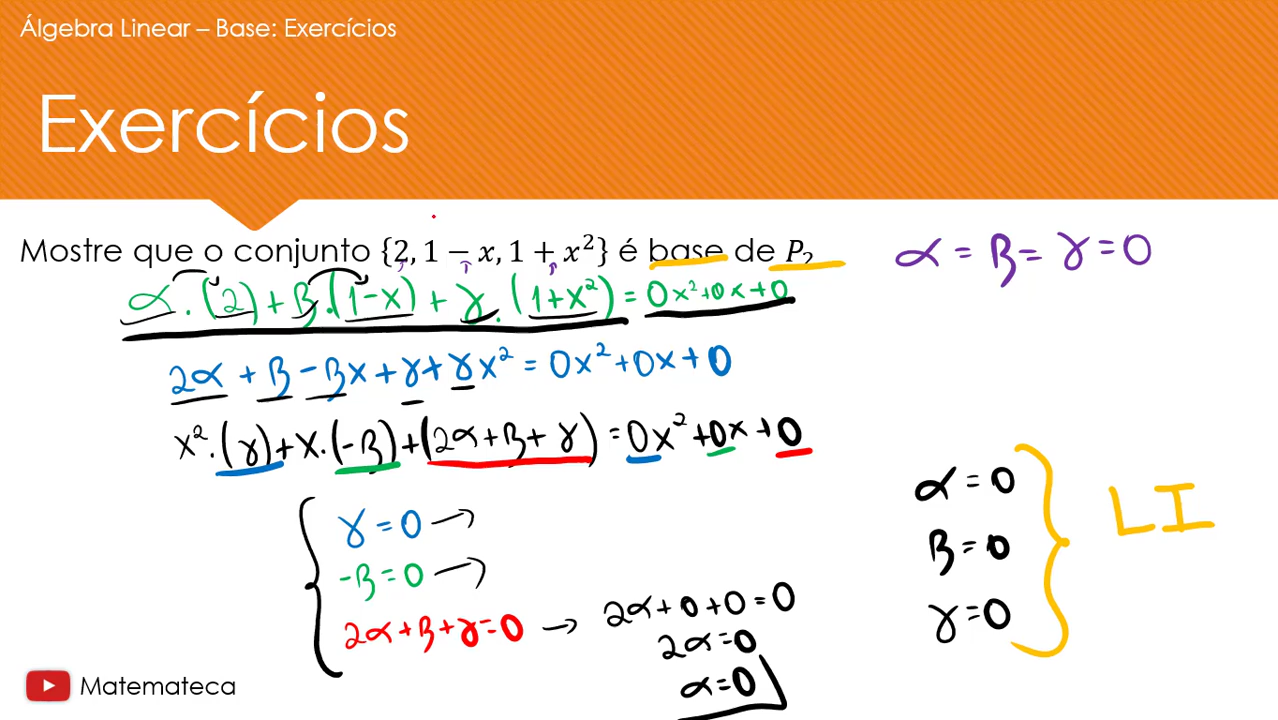 Álgebra Linear – Base: Exercícios
Exercícios
Mostre que o conjunto {2, 1 − x, 1 + x²} é base de P₂
α = β = γ = 0
α · (2) + β · (1 − x) + γ · (1 + x²) = 0x² + 0x + 0
2α + β − βx + γ + γx² = 0x² + 0x + 0
x² · (γ) + x · (−β) + (2α + β + γ) = 0x² + 0x + 0
γ = 0 →
−β = 0 →
2α + β + γ = 0 → 2α + 0 + 0 = 0
2α = 0
α = 0
α = 0
β = 0
γ = 0
LI
Matemateca